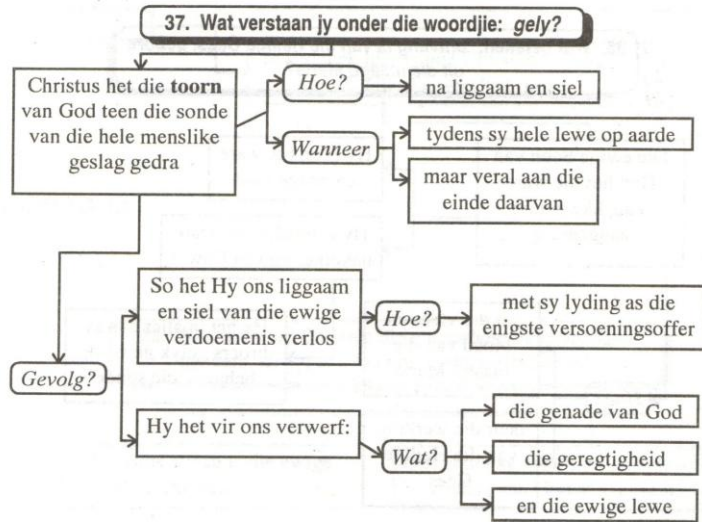 37. Wat verstaan jy onder die woordjie: gely?
Christus het die toorn
van God teen die sonde
van die hele menslike
geslag gedra
Hoe?
na liggaam en siel
Wanneer
tydens sy hele lewe op aarde
maar veral aan die
einde daarvan
Gevolg?
So het Hy ons liggaam
en siel van die ewige
verdoemenis verlos
Hoe?
met sy lyding as die
enigste versoeningsoffer
Hy het vir ons verwerf:
Wat?
die genade van God
die geregtigheid
en die ewige lewe